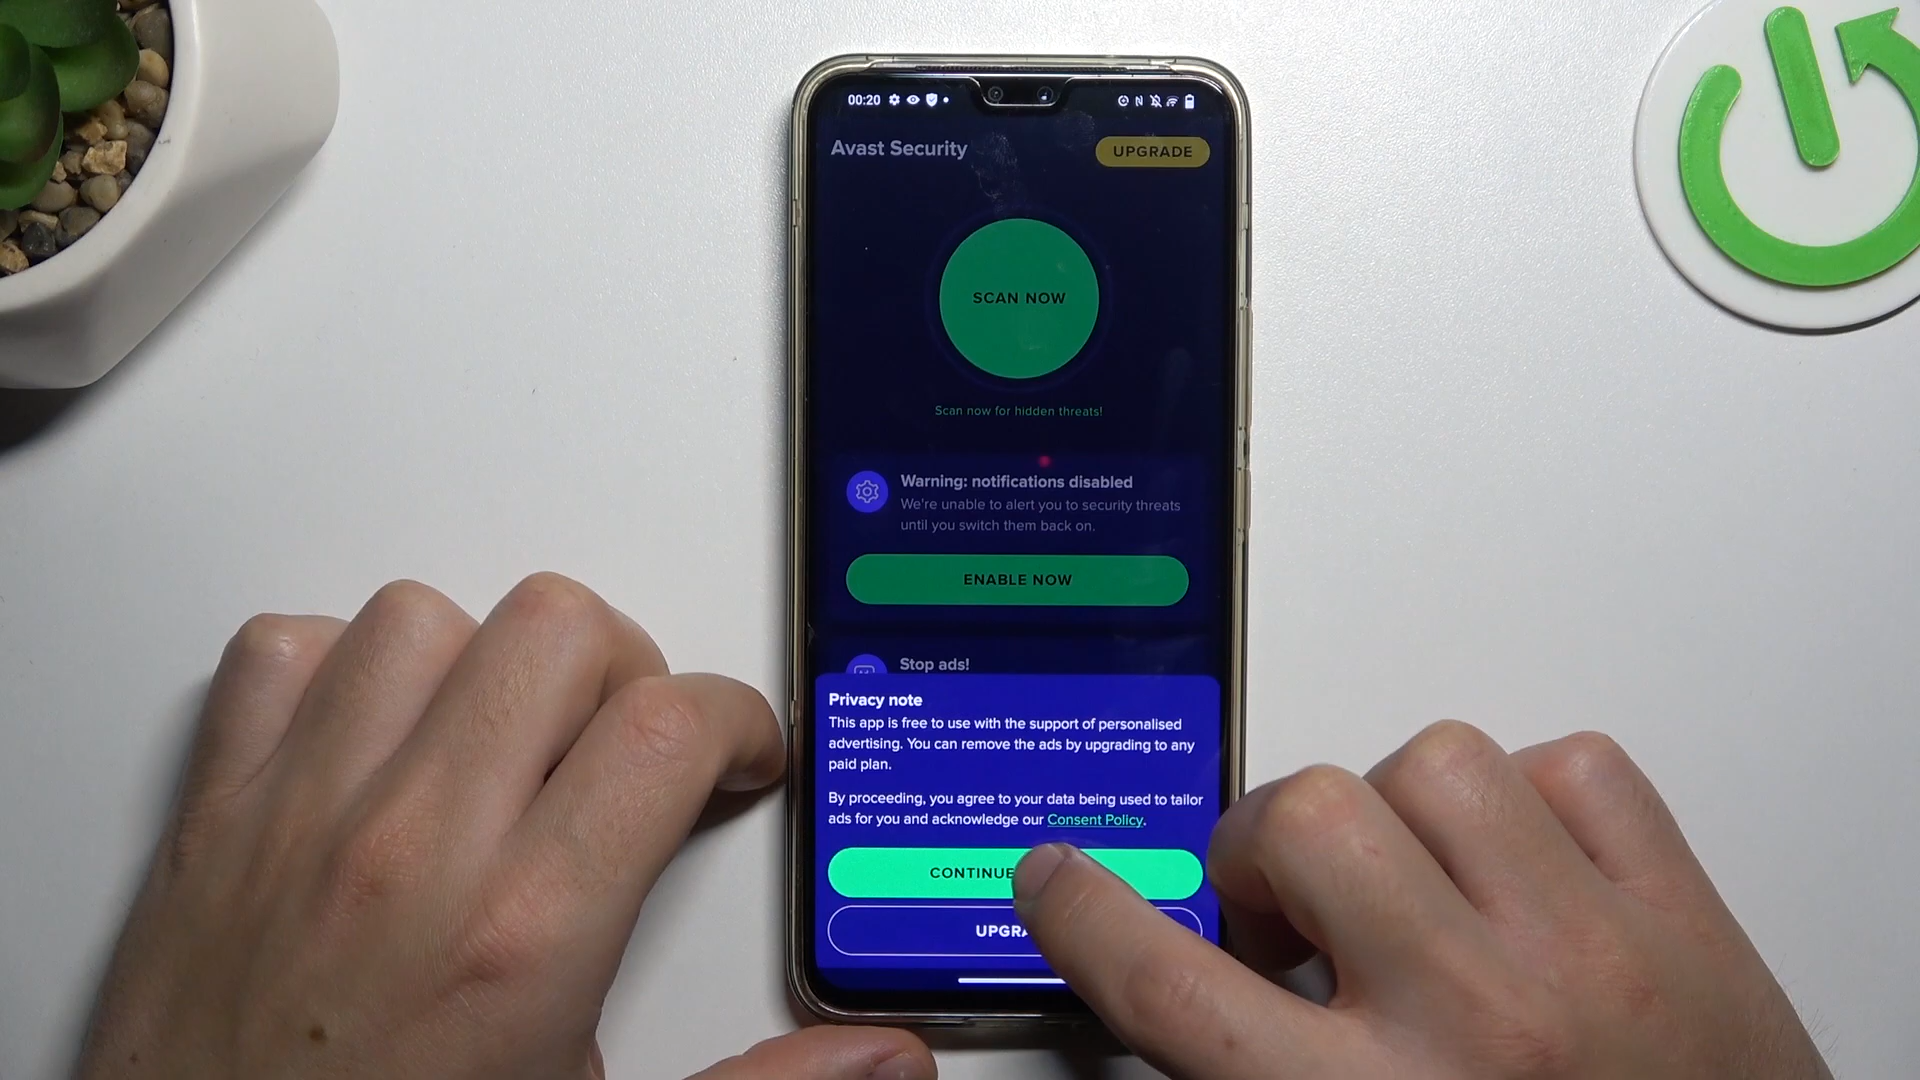 00:20
Avast Security
UPGRADE
SCAN NOW
Scan now for hidden threats!
Warning: notifications disabled
We're unable to alert you to security threats
until you switch them back on.
ENABLE NOW
Stop ads!
Privacy note
This app is free to use with the support of personalised
advertising. You can remove the ads by upgrading to any
paid plan.
By proceeding, you agree to your data being used to tailor
ads for you and acknowledge our Consent Policy.
CONTINUE